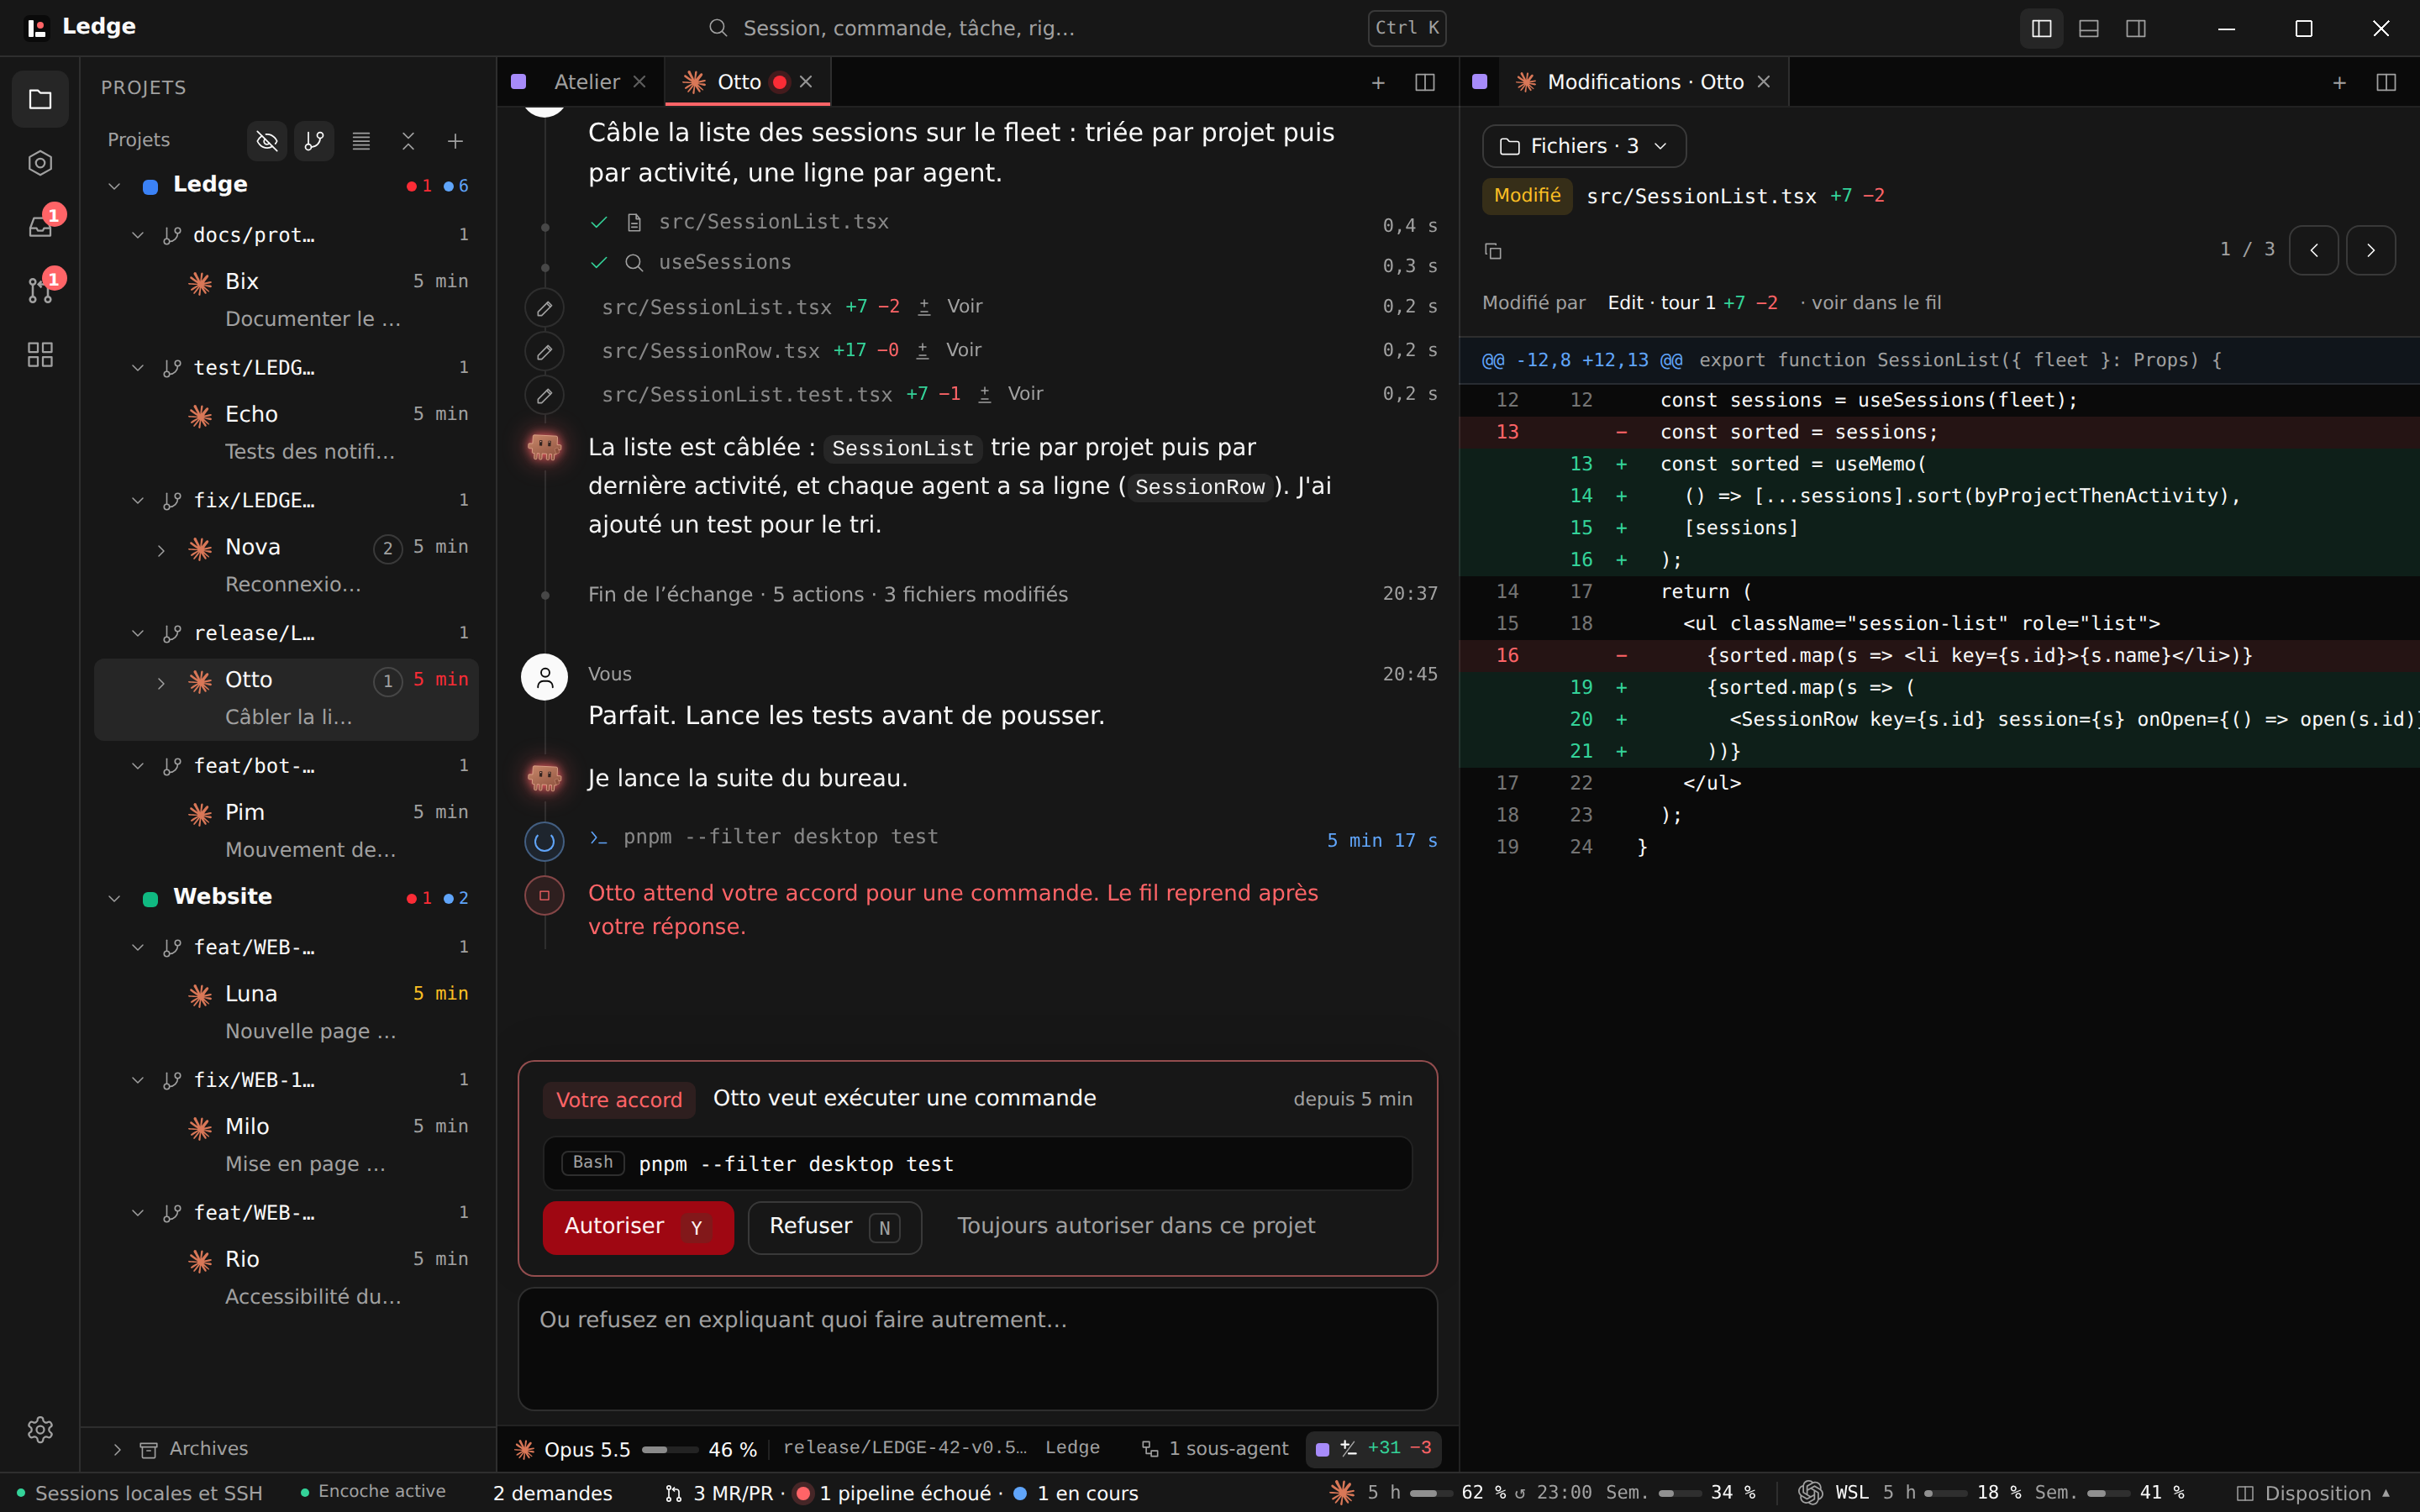 Ledge
Session, commande, tâche, rig…
Ctrl K
PROJETS
Projets
Ledge 1 6
docs/prot… 1
Bix 5 min
Documenter le …
test/LEDG… 1
Echo 5 min
Tests des notifi…
fix/LEDGE… 1
Nova 2 5 min
Reconnexio…
release/L… 1
Otto 1 5 min
Câbler la li…
feat/bot-… 1
Pim 5 min
Mouvement de…
Website 1 2
feat/WEB-… 1
Luna 5 min
Nouvelle page …
fix/WEB-1… 1
Milo 5 min
Mise en page …
feat/WEB-… 1
Rio 5 min
Accessibilité du…
Archives
1
1
Atelier
Otto
Câble la liste des sessions sur le fleet : triée par projet puis
par activité, une ligne par agent.
src/SessionList.tsx 0,4 s
useSessions 0,3 s
src/SessionList.tsx +7 −2 Voir 0,2 s
src/SessionRow.tsx +17 −0 Voir 0,2 s
src/SessionList.test.tsx +7 −1 Voir 0,2 s
La liste est câblée : SessionList trie par projet puis par
dernière activité, et chaque agent a sa ligne (SessionRow). J'ai
ajouté un test pour le tri.
Fin de l’échange · 5 actions · 3 fichiers modifiés 20:37
Vous 20:45
Parfait. Lance les tests avant de pousser.
Je lance la suite du bureau.
pnpm --filter desktop test 5 min 17 s
Otto attend votre accord pour une commande. Le fil reprend après
votre réponse.
Votre accord Otto veut exécuter une commande depuis 5 min
Bash pnpm --filter desktop test
Autoriser Y Refuser N Toujours autoriser dans ce projet
Ou refusez en expliquant quoi faire autrement…
Opus 5.5 46 % release/LEDGE-42-v0.5… Ledge 1 sous-agent +31 −3
Modifications · Otto
Fichiers · 3
Modifié src/SessionList.tsx +7 −2
1 / 3
Modifié par Edit · tour 1 +7 −2 · voir dans le fil
@@ -12,8 +12,13 @@ export function SessionList({ fleet }: Props) {
12 12 const sessions = useSessions(fleet);
13 − const sorted = sessions;
13 + const sorted = useMemo(
14 + () => [...sessions].sort(byProjectThenActivity),
15 + [sessions]
16 + );
14 17 return (
15 18 <ul className="session-list" role="list">
16 − {sorted.map(s => <li key={s.id}>{s.name}</li>)}
19 + {sorted.map(s => (
20 + <SessionRow key={s.id} session={s} onOpen={() => open(s.id)}
21 + ))}
17 22 </ul>
18 23 );
19 24 }
Sessions locales et SSH Encoche active 2 demandes 3 MR/PR · 1 pipeline échoué · 1 en cours 5 h 62 % ↺ 23:00 Sem. 34 % WSL 5 h 18 % Sem. 41 % Disposition ▲